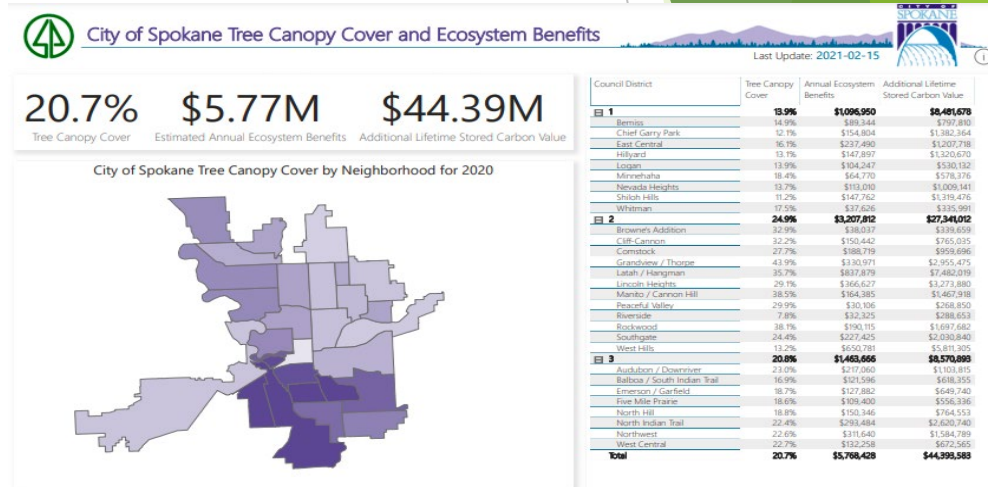 City of Spokane Tree Canopy Cover and Ecosystem Benefits
CITY OF
SPOKANE
Last Update: 2021-02-15
20.7% $5.77M $44.39M
Tree Canopy Cover Estimated Annual Ecosystem Benefits Additional Lifetime Stored Carbon Value
City of Spokane Tree Canopy Cover by Neighborhood for 2020
Council District Tree Canopy Cover Annual Ecosystem Benefits Additional Lifetime Stored Carbon Value
1 13.9% $1,096,950 $8,481,678
Bemiss 14.9% $89,344 $797,810
Chief Garry Park 12.1% $154,804 $1,382,364
East Central 16.1% $237,490 $1,207,718
Hillyard 13.1% $147,897 $1,320,670
Logan 13.9% $104,247 $530,132
Minnehaha 18.4% $64,770 $578,376
Nevada Heights 13.7% $113,010 $1,009,141
Shiloh Hills 11.2% $147,762 $1,319,476
Whitman 17.5% $37,626 $335,991
2 24.9% $3,207,812 $27,341,012
Browne's Addition 32.9% $38,037 $339,659
Cliff-Cannon 32.2% $150,442 $765,035
Comstock 27.7% $188,719 $959,696
Grandview / Thorpe 43.9% $330,971 $2,955,475
Latah / Hangman 35.7% $837,879 $7,482,019
Lincoln Heights 29.1% $366,627 $3,273,880
Manito / Cannon Hill 38.5% $164,385 $1,467,918
Peaceful Valley 29.9% $30,106 $268,850
Riverside 7.8% $32,325 $288,653
Rockwood 38.1% $190,115 $1,697,682
Southgate 24.4% $227,425 $2,030,840
West Hills 13.2% $650,781 $5,811,305
3 20.8% $1,463,666 $8,570,893
Audubon / Downriver 23.0% $217,060 $1,103,815
Balboa / South Indian Trail 16.9% $121,596 $618,355
Emerson / Garfield 18.7% $127,882 $649,740
Five Mile Prairie 18.6% $109,400 $556,336
North Hill 18.8% $150,346 $764,553
North Indian Trail 22.4% $293,484 $2,620,740
Northwest 22.6% $311,640 $1,584,789
West Central 22.7% $132,258 $672,565
Total 20.7% $5,768,428 $44,393,583